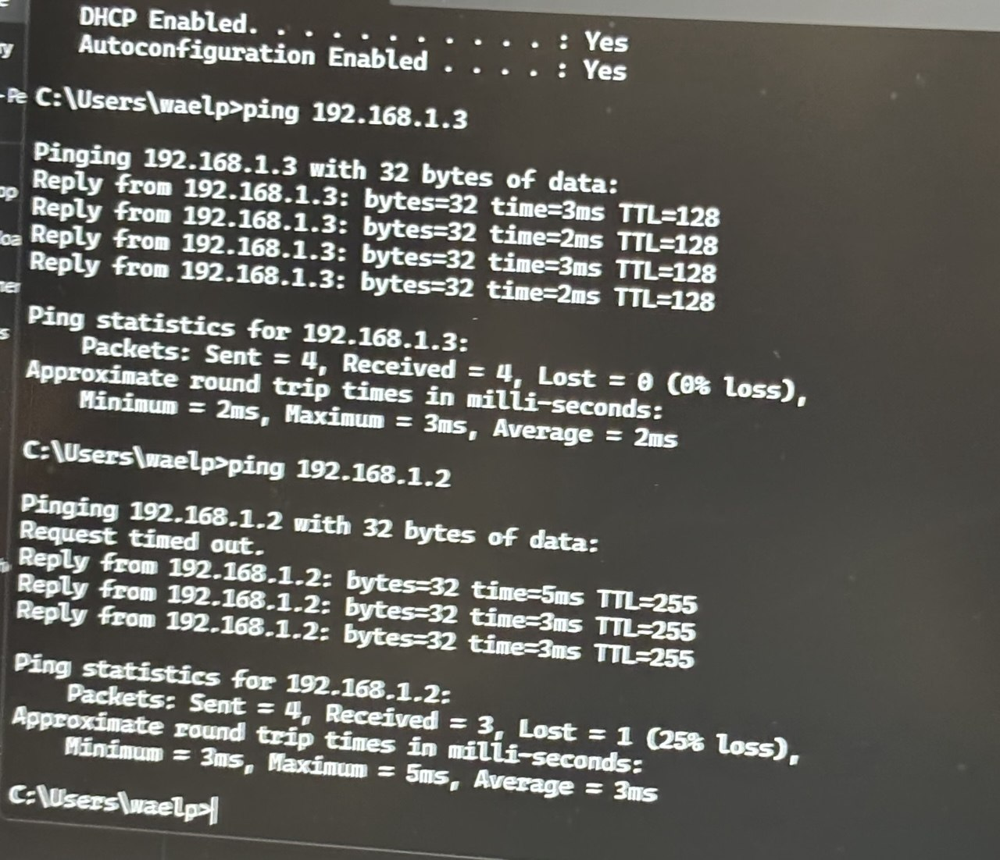 DHCP Enabled. . . . . . . . . . . : Yes
Autoconfiguration Enabled . . . . : Yes
C:\Users\waelp>ping 192.168.1.3
Pinging 192.168.1.3 with 32 bytes of data:
Reply from 192.168.1.3: bytes=32 time=3ms TTL=128
Reply from 192.168.1.3: bytes=32 time=2ms TTL=128
Reply from 192.168.1.3: bytes=32 time=3ms TTL=128
Reply from 192.168.1.3: bytes=32 time=2ms TTL=128
Ping statistics for 192.168.1.3:
Packets: Sent = 4, Received = 4, Lost = 0 (0% loss),
Approximate round trip times in milli-seconds:
Minimum = 2ms, Maximum = 3ms, Average = 2ms
C:\Users\waelp>ping 192.168.1.2
Pinging 192.168.1.2 with 32 bytes of data:
Request timed out.
Reply from 192.168.1.2: bytes=32 time=5ms TTL=255
Reply from 192.168.1.2: bytes=32 time=3ms TTL=255
Reply from 192.168.1.2: bytes=32 time=3ms TTL=255
Ping statistics for 192.168.1.2:
Packets: Sent = 4, Received = 3, Lost = 1 (25% loss),
Approximate round trip times in milli-seconds:
Minimum = 3ms, Maximum = 5ms, Average = 3ms
C:\Users\waelp>